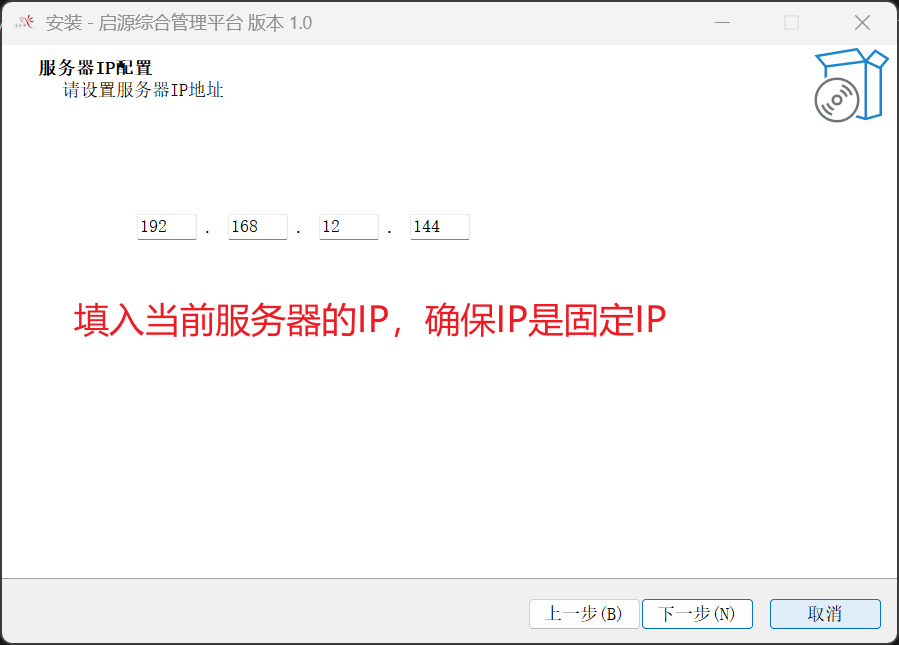 安装 - 启源综合管理平台 版本 1.0
服务器IP配置
请设置服务器IP地址
192 . 168 . 12 . 144
填入当前服务器的IP，确保IP是固定IP
上一步(B) 下一步(N) 取消